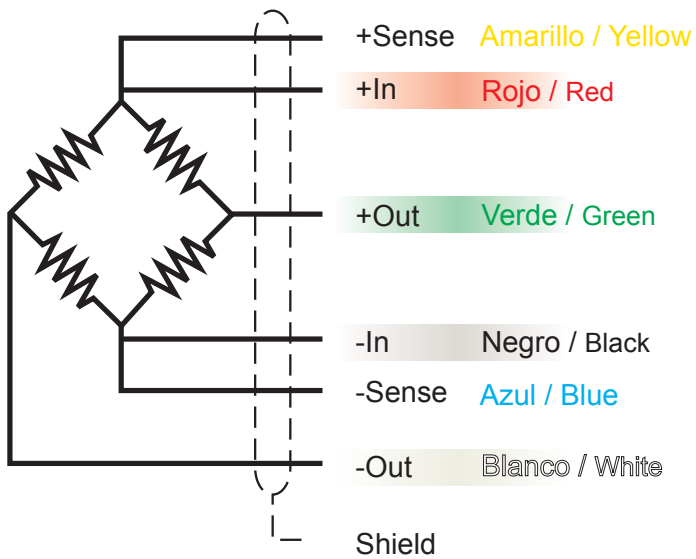 +Sense Amarillo / Yellow
+In Rojo / Red
+Out Verde / Green
-In Negro / Black
-Sense Azul / Blue
-Out Blanco / White
Shield